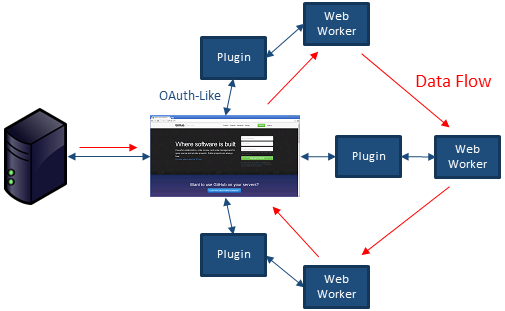 Web
Worker
Plugin
Data Flow
OAuth-Like
GitHub
Where software is built
Plugin
Web
Worker
Want to use GitHub on your servers?
Plugin
Web
Worker